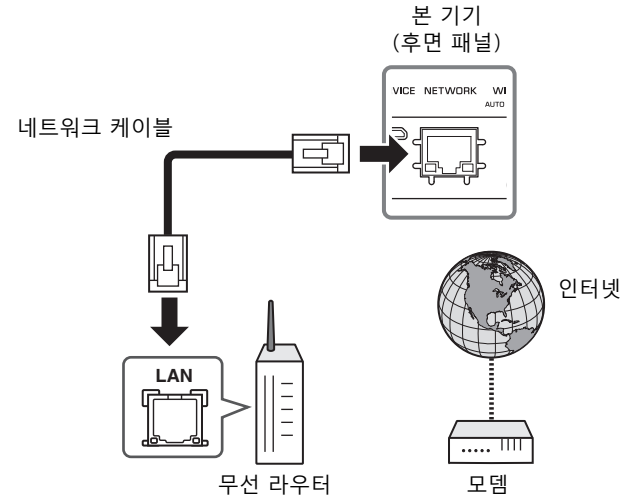 본 기기
(후면 패널)
VICE NETWORK WI
AUTO
네트워크 케이블
인터넷
LAN
무선 라우터
모뎀